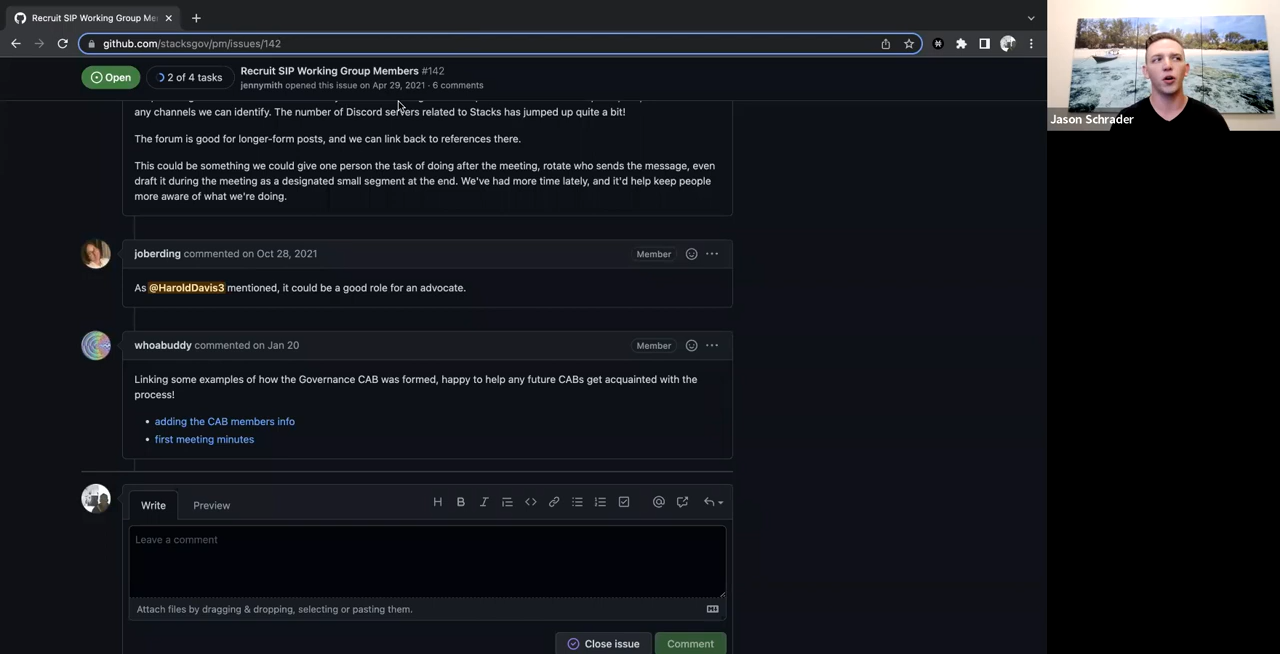 Recruit SIP Working Group Me
github.com/stacksgov/pm/issues/142
Open
2 of 4 tasks
Recruit SIP Working Group Members #142
jennymith opened this issue on Apr 29, 2021 · 6 comments
any channels we can identify. The number of Discord servers related to Stacks has jumped up quite a bit!
The forum is good for longer-form posts, and we can link back to references there.
This could be something we could give one person the task of doing after the meeting, rotate who sends the message, even
draft it during the meeting as a designated small segment at the end. We've had more time lately, and it'd help keep people
more aware of what we're doing.
joberding commented on Oct 28, 2021
Member
As @HaroldDavis3 mentioned, it could be a good role for an advocate.
whoabuddy commented on Jan 20
Member
Linking some examples of how the Governance CAB was formed, happy to help any future CABs get acquainted with the
process!
• adding the CAB members info
• first meeting minutes
Write
Preview
Leave a comment
Attach files by dragging & dropping, selecting or pasting them.
Close issue
Comment
Jason Schrader